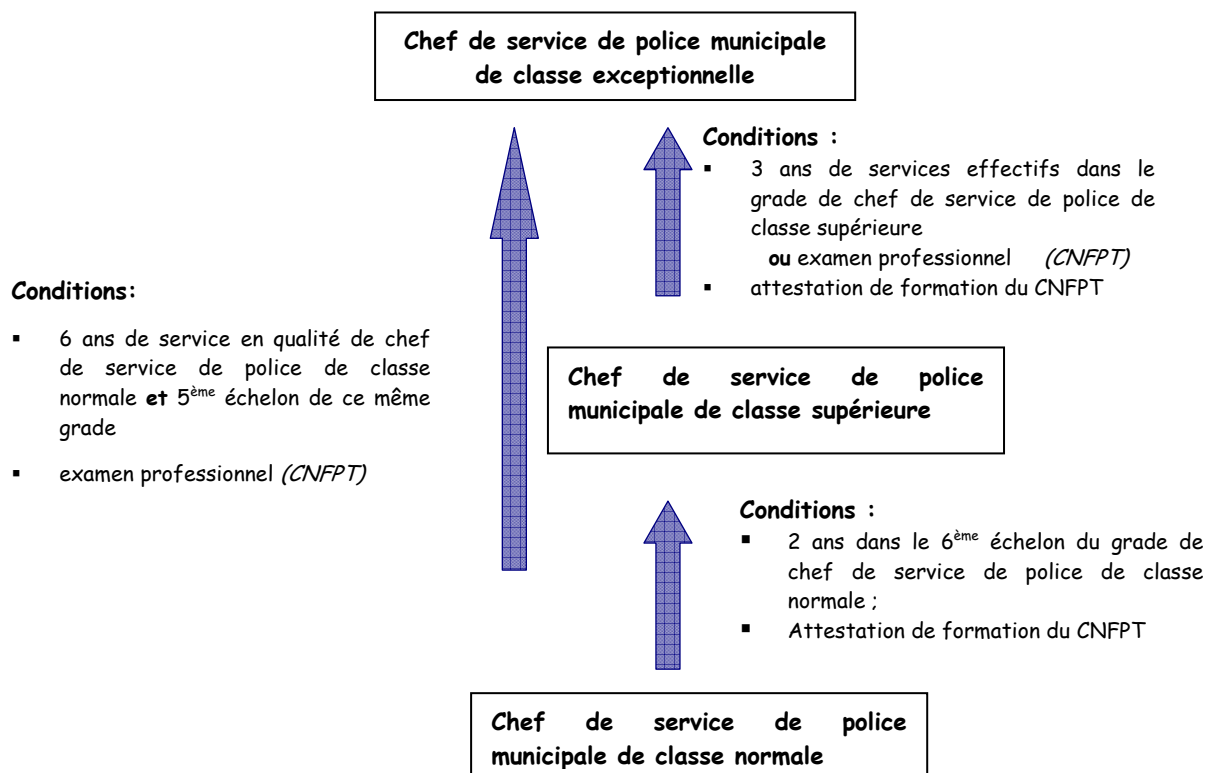 Chef de service de police municipale
de classe exceptionnelle
Conditions :
▪ 3 ans de services effectifs dans le
grade de chef de service de police de
classe supérieure
ou examen professionnel (CNFPT)
▪ attestation de formation du CNFPT
Conditions:
▪ 6 ans de service en qualité de chef
de service de police de classe
normale et 5ème échelon de ce même
grade
▪ examen professionnel (CNFPT)
Chef de service de police
municipale de classe supérieure
Conditions :
▪ 2 ans dans le 6ème échelon du grade de
chef de service de police de classe
normale ;
▪ Attestation de formation du CNFPT
Chef de service de police
municipale de classe normale